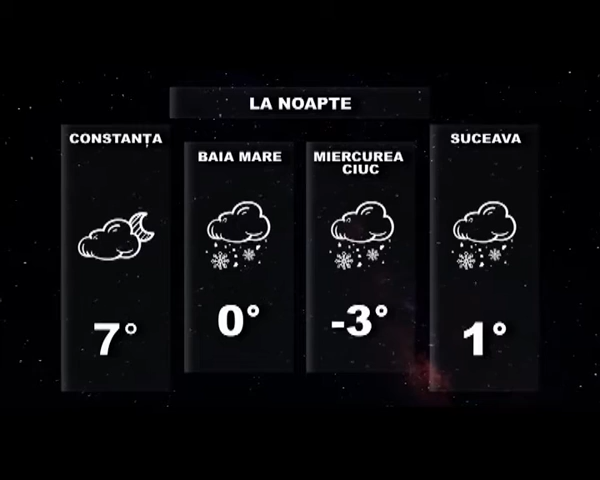 LA NOAPTE
CONSTANȚA
7°
BAIA MARE
0°
MIERCUREA
CIUC
-3°
SUCEAVA
1°